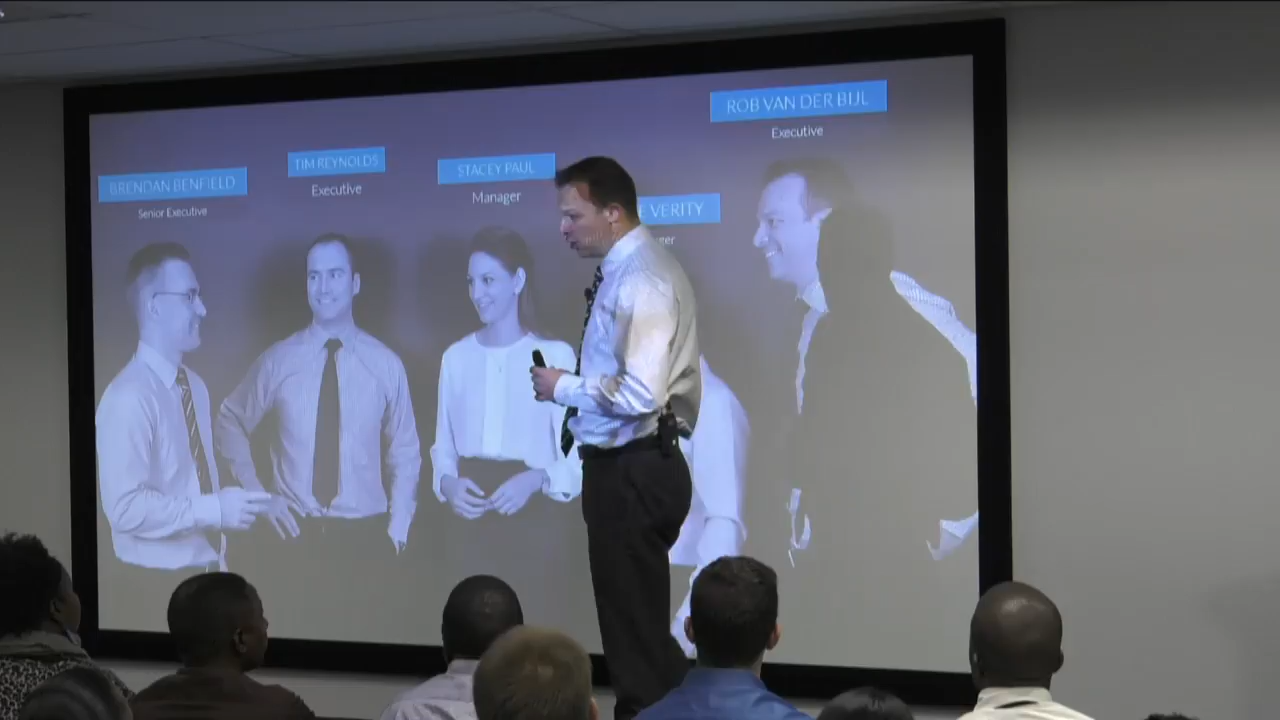 BRENDAN BENFIELD
Senior Executive
TIM REYNOLDS
Executive
STACEY PAUL
Manager
VERITY
ROB VAN DER BIJL
Executive